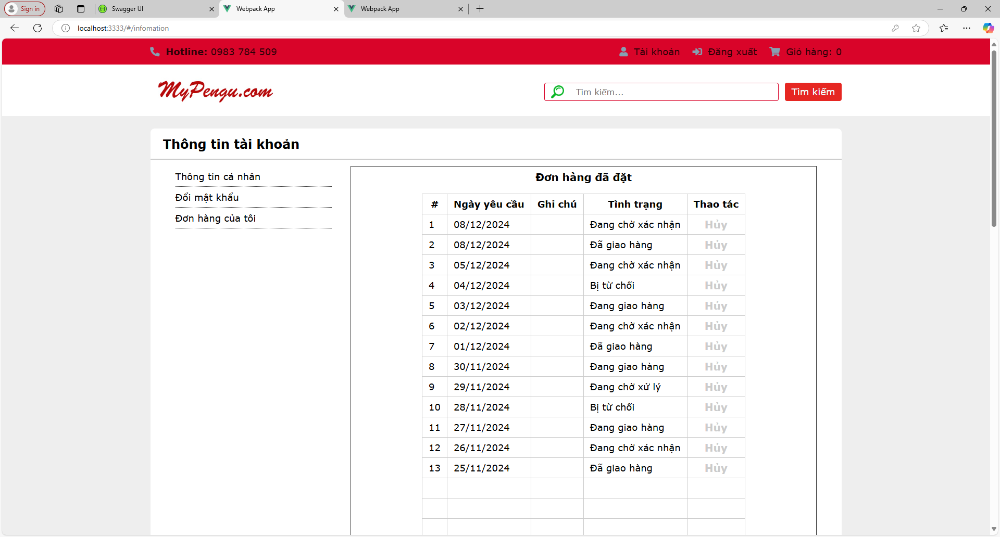 Sign in
Swagger UI
Webpack App
Webpack App
localhost:3333/#/infomation
Hotline: 0983 784 509
Tài khoản
Đăng xuất
Giỏ hàng: 0
MyPengu.com
Tìm kiếm...
Tìm kiếm
Thông tin tài khoản
Thông tin cá nhân
Đổi mật khẩu
Đơn hàng của tôi
Đơn hàng đã đặt
# Ngày yêu cầu Ghi chú Tình trạng Thao tác
1 08/12/2024 Đang chờ xác nhận Hủy
2 08/12/2024 Đã giao hàng Hủy
3 05/12/2024 Đang chờ xác nhận Hủy
4 04/12/2024 Bị từ chối Hủy
5 03/12/2024 Đang giao hàng Hủy
6 02/12/2024 Đang chờ xác nhận Hủy
7 01/12/2024 Đã giao hàng Hủy
8 30/11/2024 Đang giao hàng Hủy
9 29/11/2024 Đang chờ xử lý Hủy
10 28/11/2024 Bị từ chối Hủy
11 27/11/2024 Đang giao hàng Hủy
12 26/11/2024 Đang chờ xác nhận Hủy
13 25/11/2024 Đã giao hàng Hủy